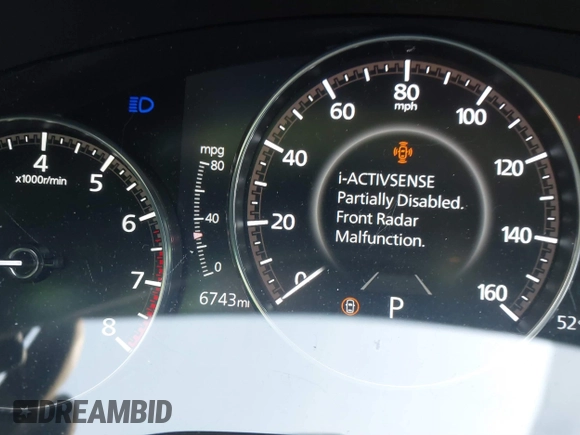 80
mph
60
100
40
120
20
140
0
160
i-ACTIVSENSE
Partially Disabled.
Front Radar
Malfunction.
P
mpg
80
40
0
6743mi
4
x1000r/min
5
6
7
8
52
DREAMBID